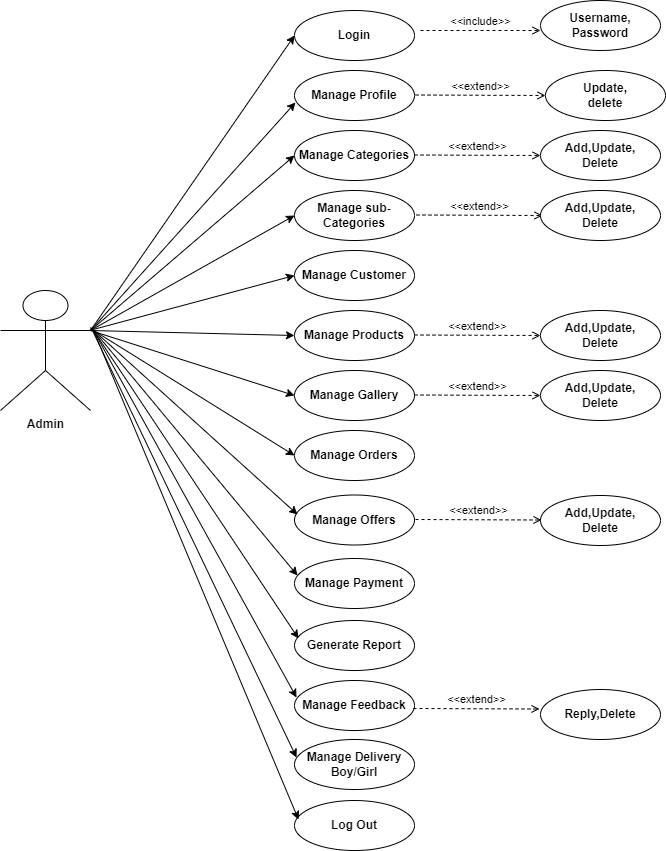 Login
<<include>>
Username,
Password
Manage Profile
<<extend>>
Update,
delete
Manage Categories
<<extend>>
Add,Update,
Delete
Manage sub-
Categories
<<extend>>
Add,Update,
Delete
Manage Customer
Manage Products
<<extend>>
Add,Update,
Delete
Admin
Manage Gallery
<<extend>>
Add,Update,
Delete
Manage Orders
Manage Offers
<<extend>>
Add,Update,
Delete
Manage Payment
Generate Report
Manage Feedback
<<extend>>
Reply,Delete
Manage Delivery
Boy/Girl
Log Out